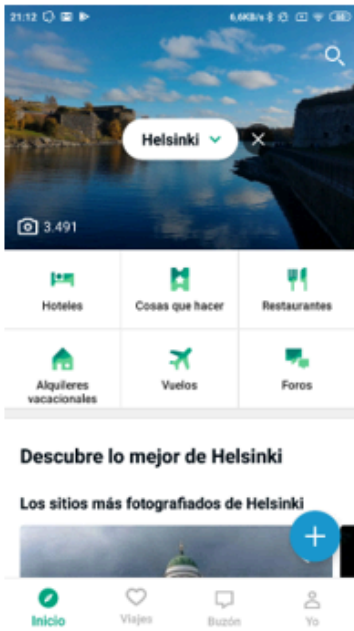 21:12
6,6KB/s
Helsinki
3.491
Hoteles
Cosas que hacer
Restaurantes
Alquileres
vacacionales
Vuelos
Foros
Descubre lo mejor de Helsinki
Los sitios más fotografiados de Helsinki
Inicio
Viajes
Buzón
Yo